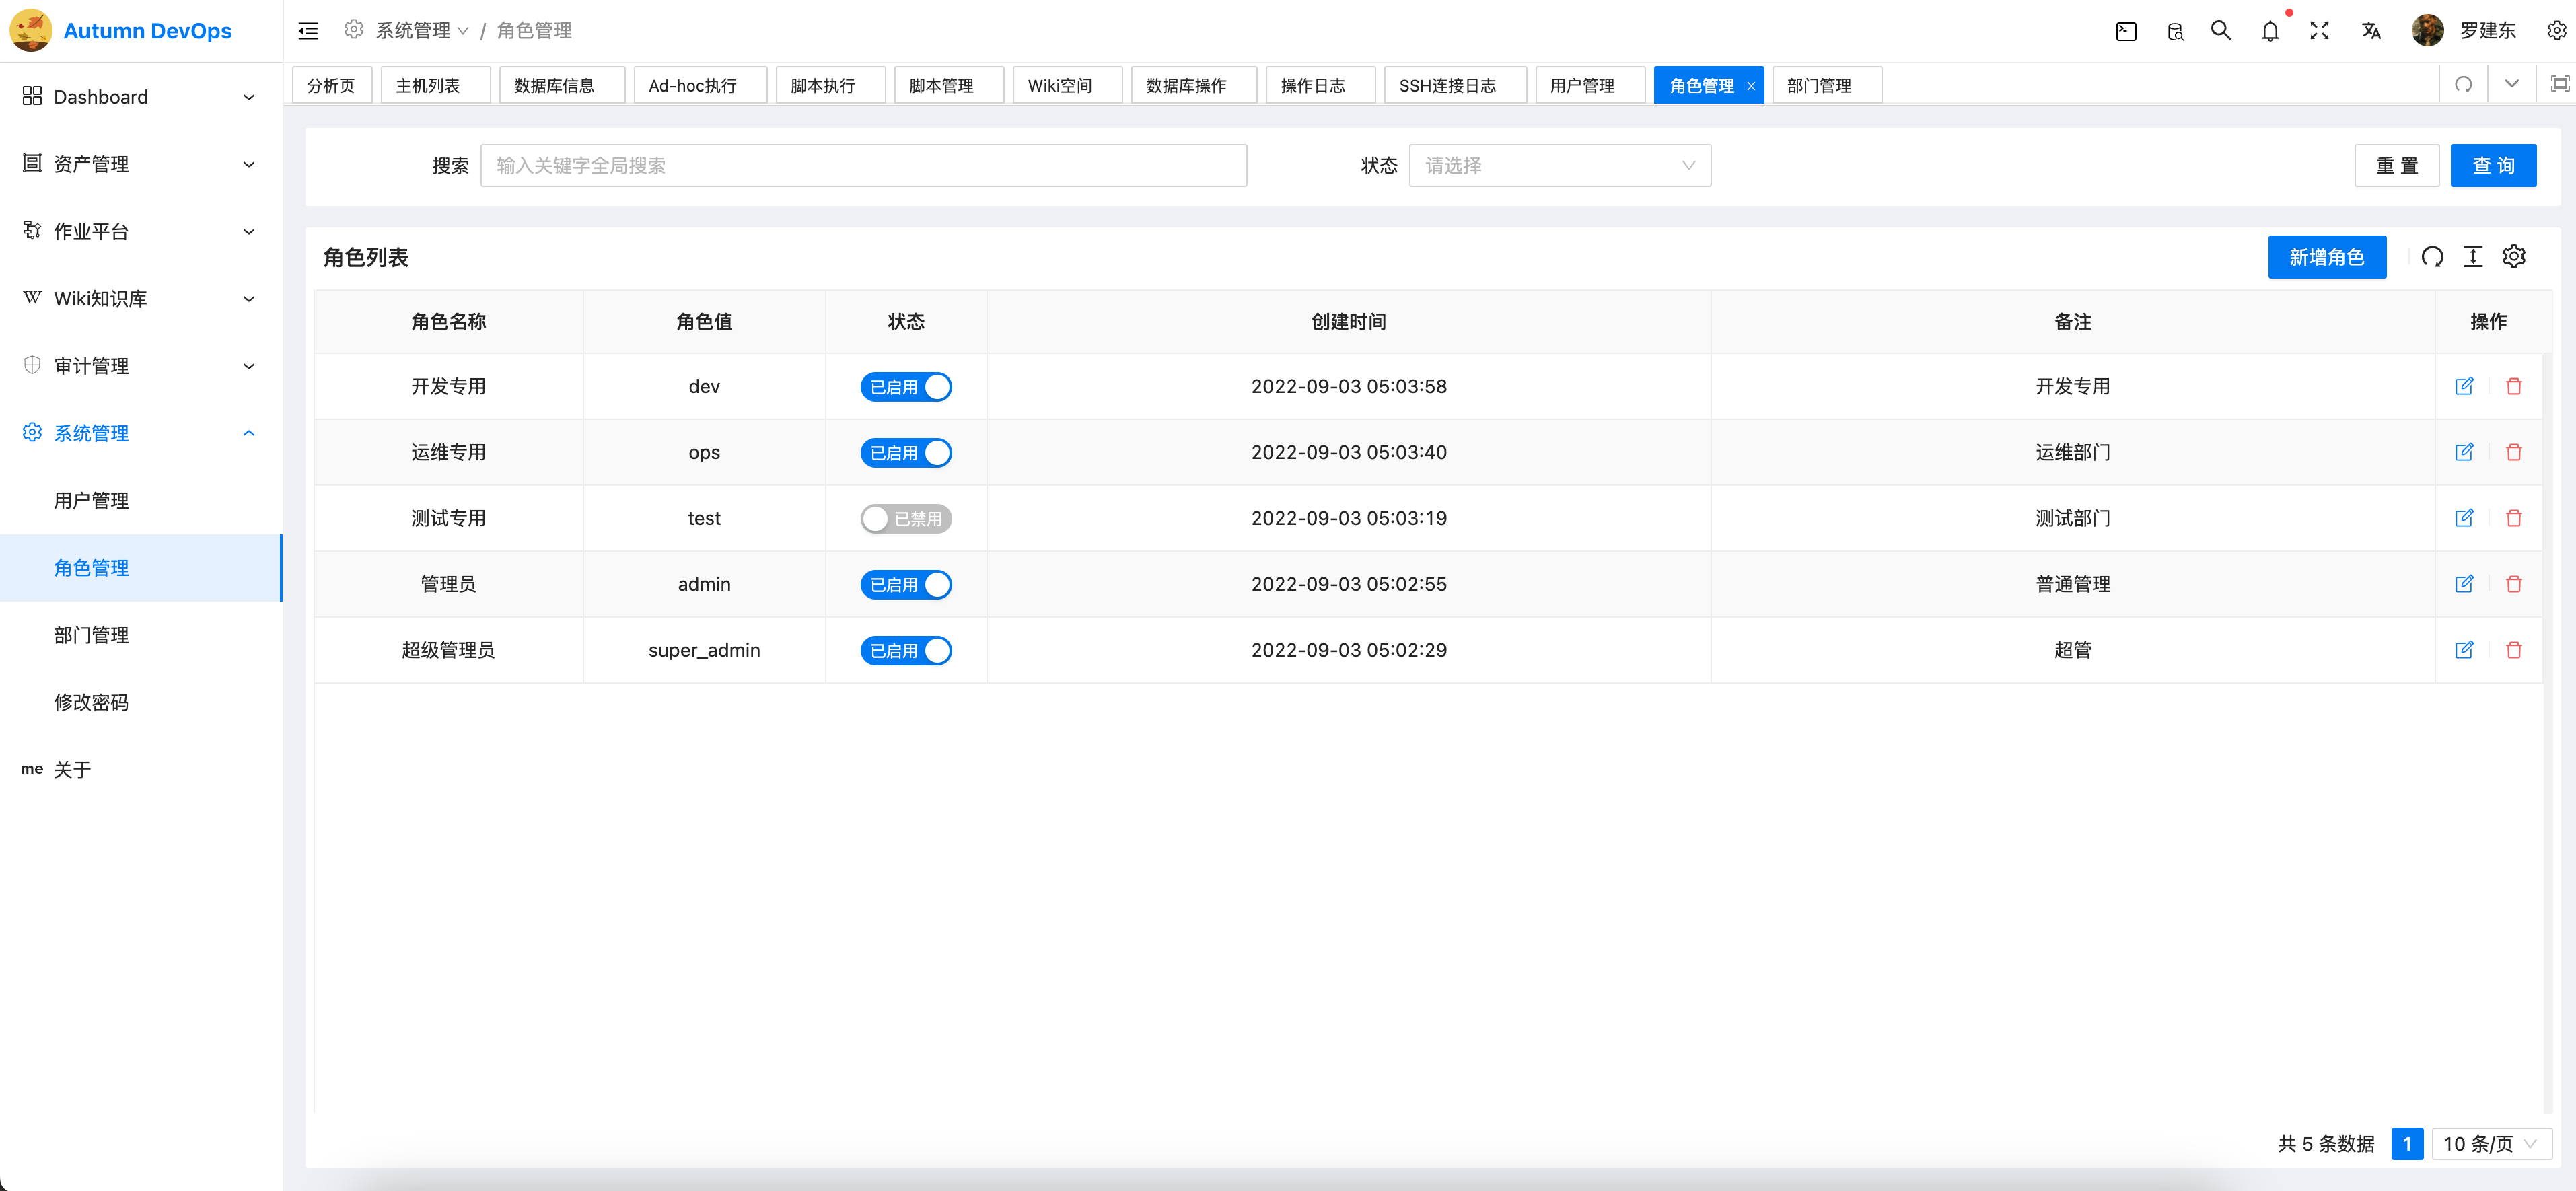 Autumn DevOps
系统管理 / 角色管理
罗建东
分析页 主机列表 数据库信息 Ad-hoc执行 脚本执行 脚本管理 Wiki空间 数据库操作 操作日志 SSH连接日志 用户管理 角色管理 × 部门管理
Dashboard
资产管理
作业平台
Wiki知识库
审计管理
系统管理
用户管理
角色管理
部门管理
修改密码
me 关于
搜索 输入关键字全局搜索 状态 请选择 重 置 查 询
角色列表 新增角色
角色名称 角色值 状态 创建时间 备注 操作
开发专用 dev 已启用 2022-09-03 05:03:58 开发专用
运维专用 ops 已启用 2022-09-03 05:03:40 运维部门
测试专用 test 已禁用 2022-09-03 05:03:19 测试部门
管理员 admin 已启用 2022-09-03 05:02:55 普通管理
超级管理员 super_admin 已启用 2022-09-03 05:02:29 超管
共 5 条数据 1 10 条/页